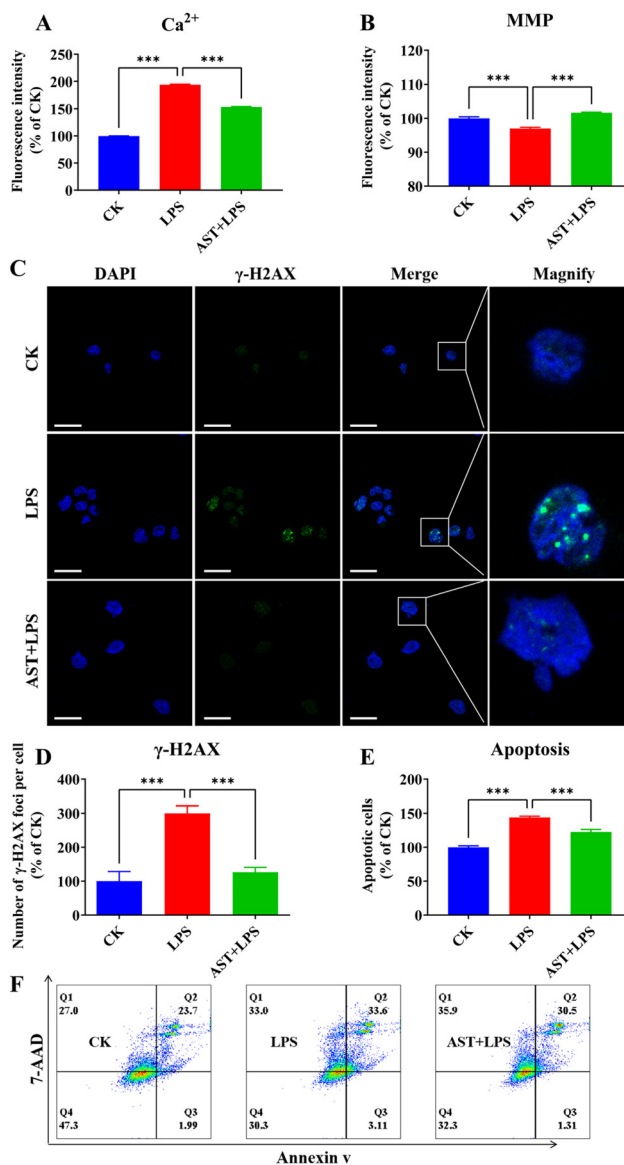 A
Ca²⁺
Fluorescence intensity
(% of CK)
250
200
150
100
50
0
***
***
CK
LPS
AST+LPS
B
MMP
Fluorescence intensity
(% of CK)
120
110
100
90
80
***
***
CK
LPS
AST+LPS
C
DAPI
γ-H2AX
Merge
Magnify
CK
LPS
AST+LPS
D
γ-H2AX
Number of γ-H2AX foci per cell
(% of CK)
400
300
200
100
0
***
***
CK
LPS
AST+LPS
E
Apoptosis
Apoptotic cells
(% of CK)
200
150
100
50
0
***
***
CK
LPS
AST+LPS
F
7-AAD
Q1
27.0
Q2
23.7
CK
Q4
47.3
Q3
1.99
Q1
33.0
Q2
33.6
LPS
Q4
30.3
Q3
3.11
Q1
35.9
Q2
30.5
AST+LPS
Q4
32.3
Q3
1.31
Annexin v